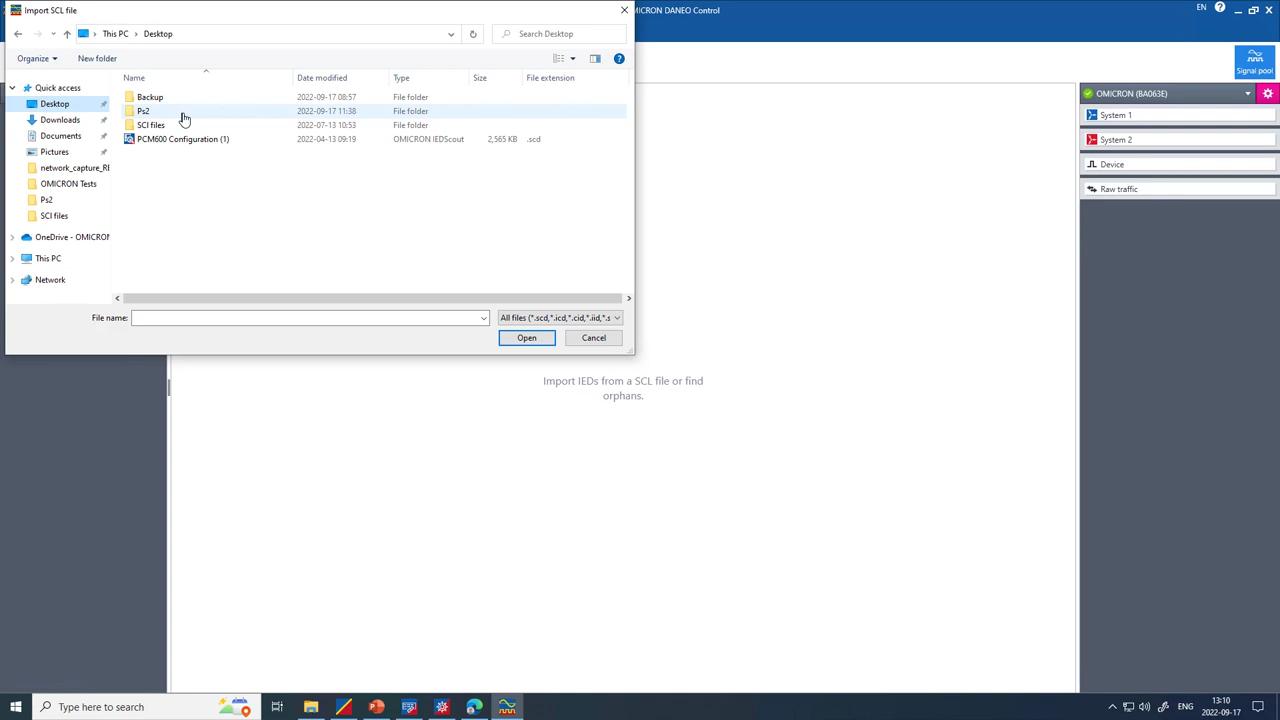 Import SCL file
OMICRON DANEO Control
EN
This PC
Desktop
Search Desktop
Organize
New folder
Signal pool
Name
Date modified
Type
Size
File extension
Quick access
Desktop
Downloads
Documents
Pictures
network_capture_RE
OMICRON Tests
Ps2
SCI files
OneDrive - OMICRON
This PC
Network
Backup 2022-09-17 08:57 File folder
Ps2 2022-09-17 11:38 File folder
SCI files 2022-07-13 10:53 File folder
PCM600 Configuration (1) 2022-04-13 09:19 OMICRON IEDScout 2,565 KB .scd
OMICRON (BA063E)
System 1
System 2
Device
Raw traffic
File name:
All files (*.scd,*.icd,*.cid,*.iid,*.s
Open
Cancel
Import IEDs from a SCL file or find
orphans.
Type here to search
ENG
13:10
2022-09-17